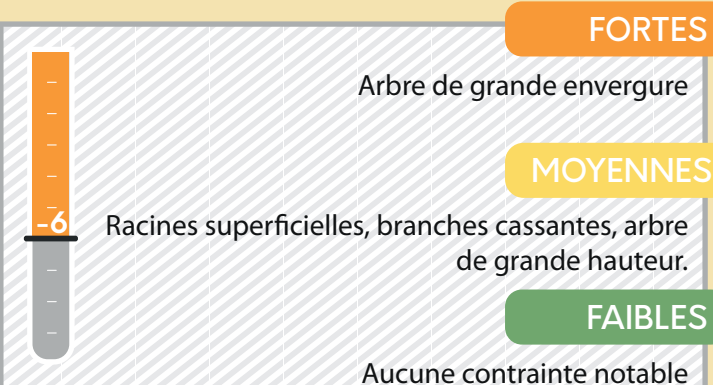 FORTES
Arbre de grande envergure
MOYENNES
-6
Racines superficielles, branches cassantes, arbre
de grande hauteur.
FAIBLES
Aucune contrainte notable